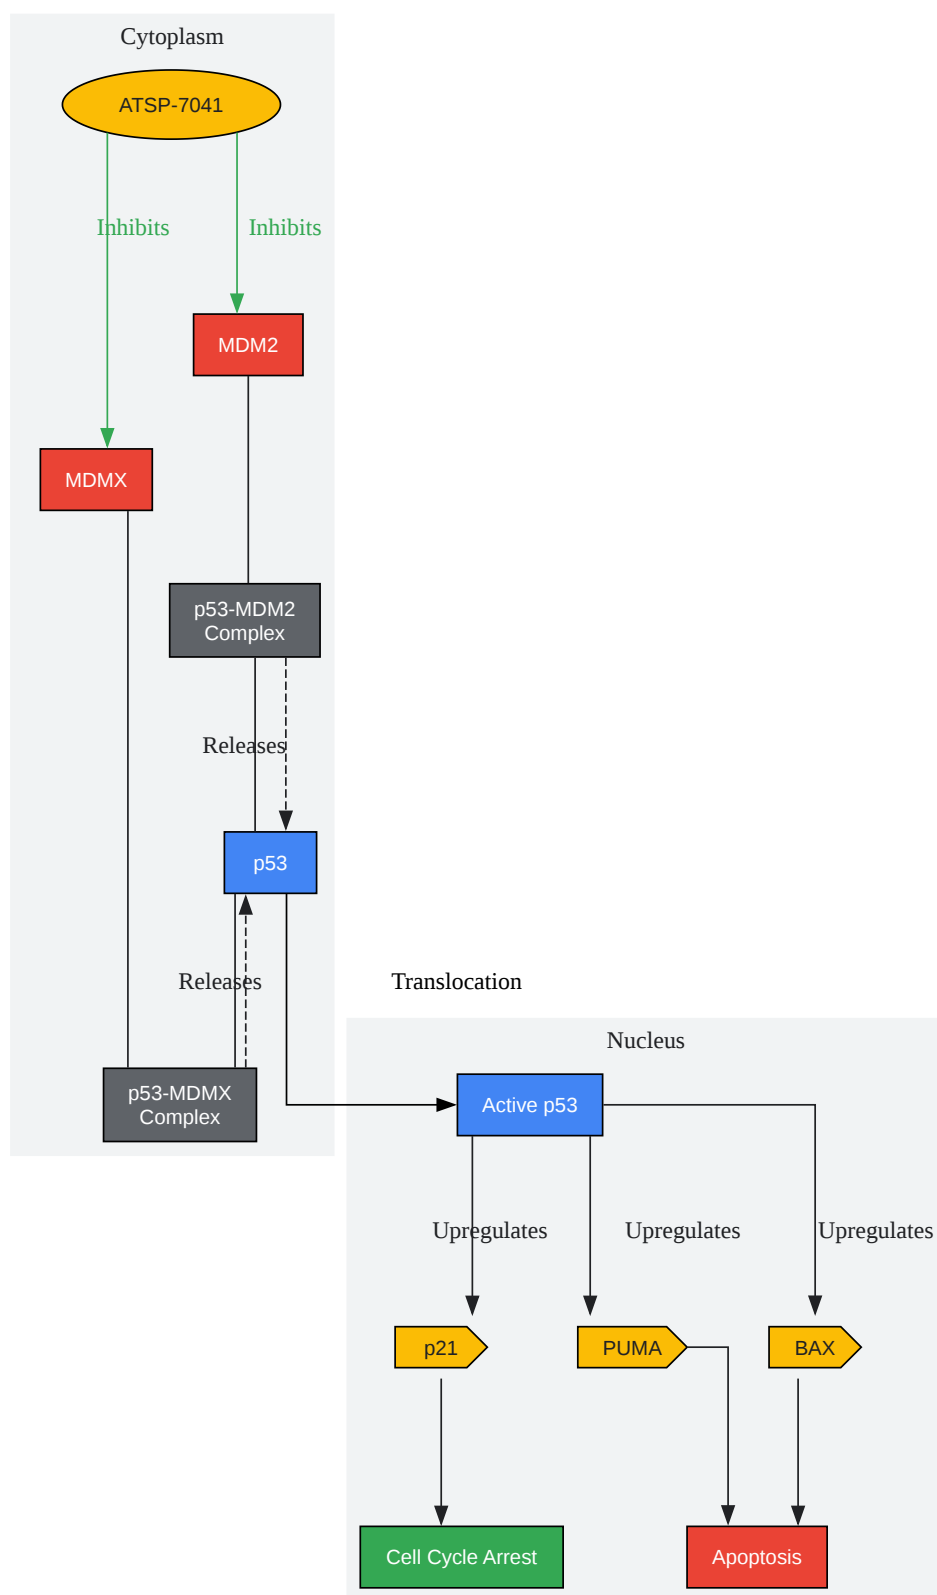 Cytoplasm
ATSP-7041
Inhibits
Inhibits
MDM2
MDMX
p53-MDM2
Complex
Releases
p53
Releases
Translocation
Nucleus
p53-MDMX
Complex
Active p53
Upregulates
Upregulates
Upregulates
p21
PUMA
BAX
Cell Cycle Arrest
Apoptosis